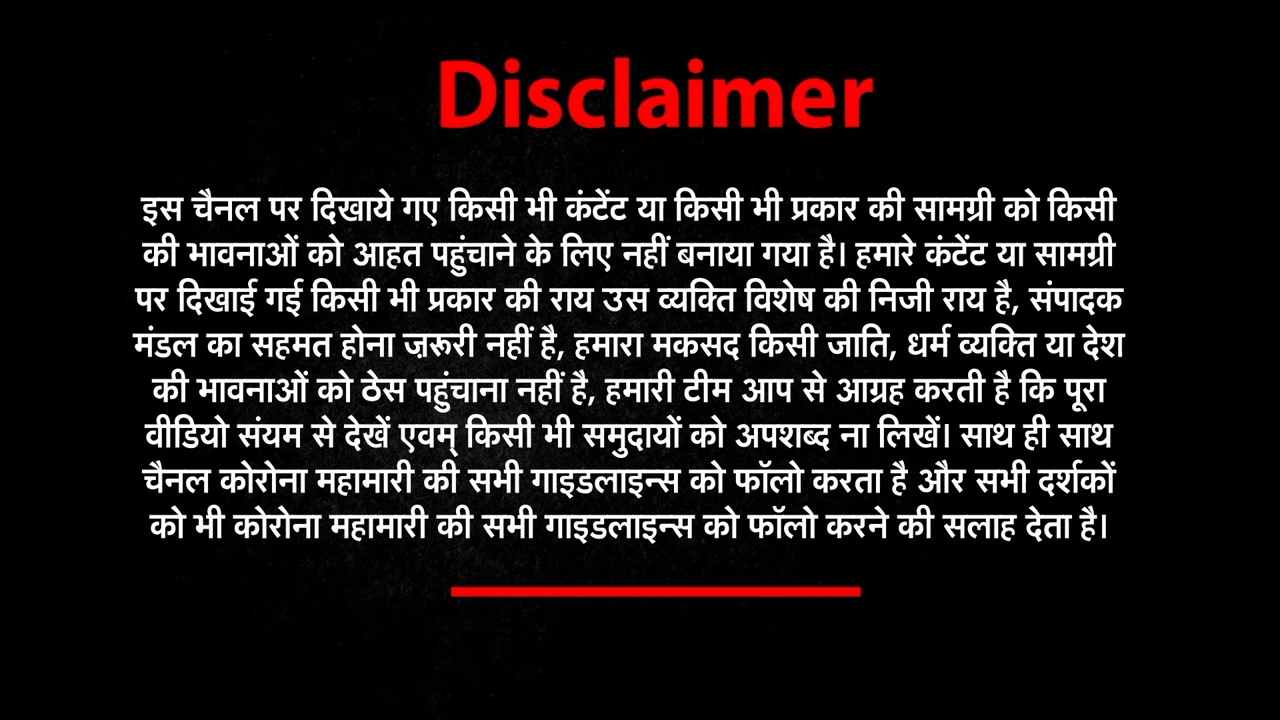 Disclaimer
इस चैनल पर दिखाये गए किसी भी कंटेंट या किसी भी प्रकार की सामग्री को किसी
की भावनाओं को आहत पहुंचाने के लिए नहीं बनाया गया है। हमारे कंटेंट या सामग्री
पर दिखाई गई किसी भी प्रकार की राय उस व्यक्ति विशेष की निजी राय है, संपादक
मंडल का सहमत होना ज़रूरी नहीं है, हमारा मकसद किसी जाति, धर्म व्यक्ति या देश
की भावनाओं को ठेस पहुंचाना नहीं है, हमारी टीम आप से आग्रह करती है कि पूरा
वीडियो संयम से देखें एवम् किसी भी समुदायों को अपशब्द ना लिखें। साथ ही साथ
चैनल कोरोना महामारी की सभी गाइडलाइन्स को फॉलो करता है और सभी दर्शकों
को भी कोरोना महामारी की सभी गाइडलाइन्स को फॉलो करने की सलाह देता है।